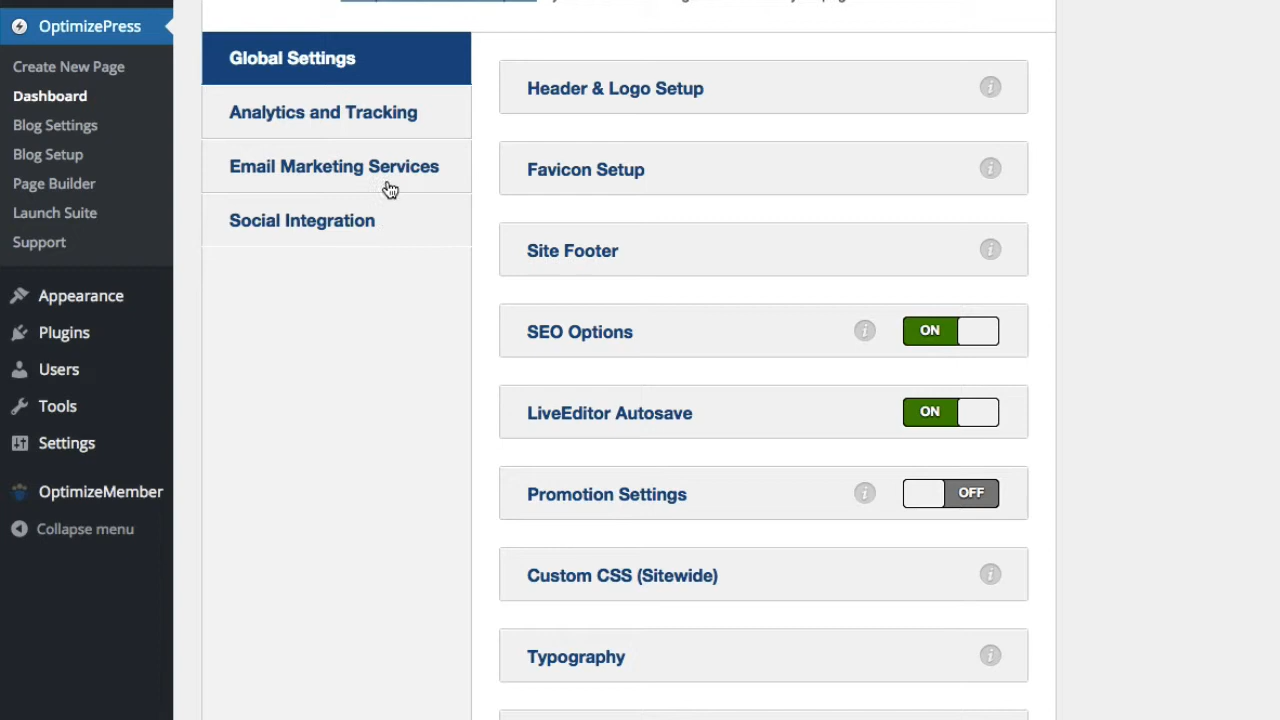 OptimizePress
Create New Page
Dashboard
Blog Settings
Blog Setup
Page Builder
Launch Suite
Support
Appearance
Plugins
Users
Tools
Settings
OptimizeMember
Collapse menu
Global Settings
Analytics and Tracking
Email Marketing Services
Social Integration
Header & Logo Setup
Favicon Setup
Site Footer
SEO Options ON
LiveEditor Autosave ON
Promotion Settings OFF
Custom CSS (Sitewide)
Typography